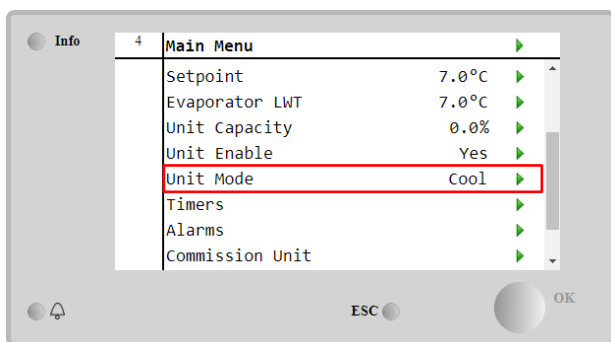 Info
4 Main Menu
Setpoint 7.0°C
Evaporator LWT 7.0°C
Unit Capacity 0.0%
Unit Enable Yes
Unit Mode Cool
Timers
Alarms
Commission Unit
ESC
OK